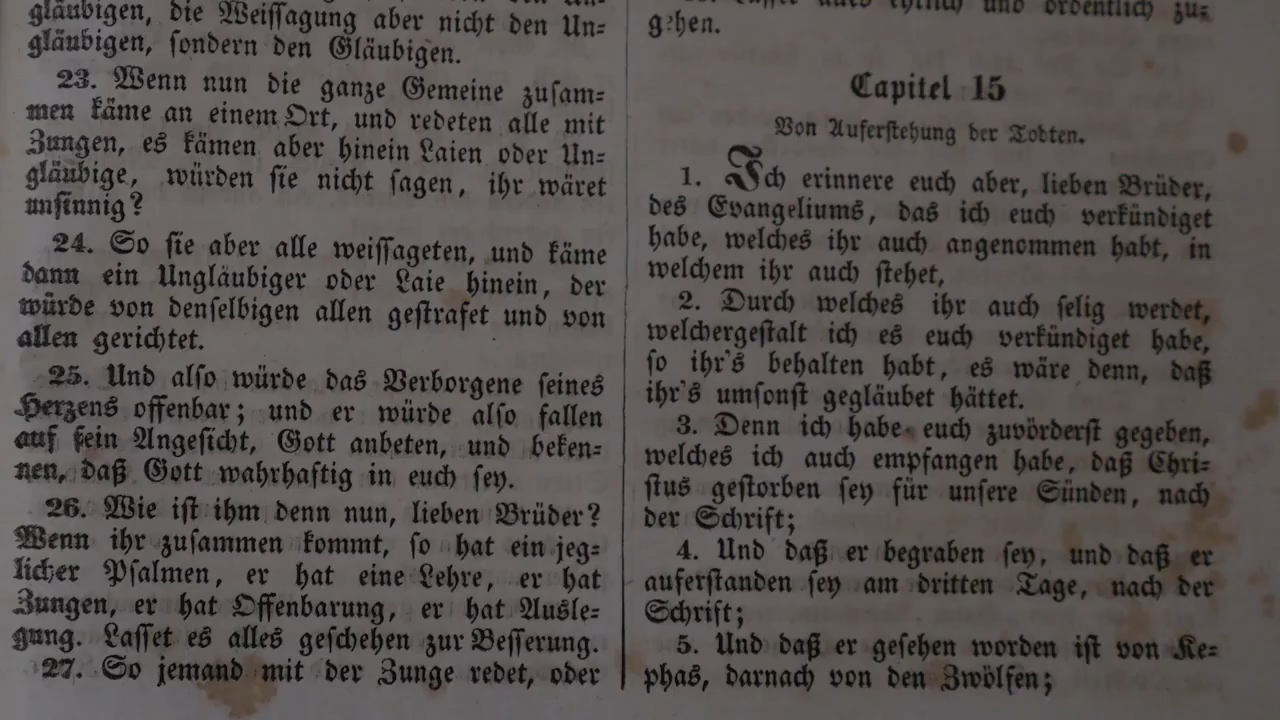 gläubigen, die Weissagung aber nicht den Un=
gläubigen, sondern den Gläubigen.
23. Wenn nun die ganze Gemeine zusam=
men käme an einem Ort, und redeten alle mit
Zungen, es kämen aber hinein Laien oder Un=
gläubige, würden sie nicht sagen, ihr wäret
unsinnig?
24. So sie aber alle weissageten, und käme
dann ein Ungläubiger oder Laie hinein, der
würde von denselbigen allen gestrafet und von
allen gerichtet.
25. Und also würde das Verborgene seines
Herzens offenbar; und er würde also fallen
auf sein Angesicht, Gott anbeten, und beken=
nen, daß Gott wahrhaftig in euch sey.
26. Wie ist ihm denn nun, lieben Brüder?
Wenn ihr zusammen kommt, so hat ein jeg=
licher Psalmen, er hat eine Lehre, er hat
Zungen, er hat Offenbarung, er hat Ausle=
gung. Lasset es alles geschehen zur Besserung.
27. So jemand mit der Zunge redet, oder
und ordentlich zu=
gehen.
Capitel 15
Von Auferstehung der Todten.
1. Ich erinnere euch aber, lieben Brüder,
des Evangeliums, das ich euch verkündiget
habe, welches ihr auch angenommen habt, in
welchem ihr auch stehet,
2. Durch welches ihr auch selig werdet,
welchergestalt ich es euch verkündiget habe,
so ihr's behalten habt, es wäre denn, daß
ihr's umsonst gegläubet hättet.
3. Denn ich habe euch zuvörderst gegeben,
welches ich auch empfangen habe, daß Chri=
stus gestorben sey für unsere Sünden, nach
der Schrift;
4. Und daß er begraben sey, und daß er
auferstanden sey am dritten Tage, nach der
Schrift;
5. Und daß er gesehen worden ist von Ke=
phas, darnach von den Zwölfen;